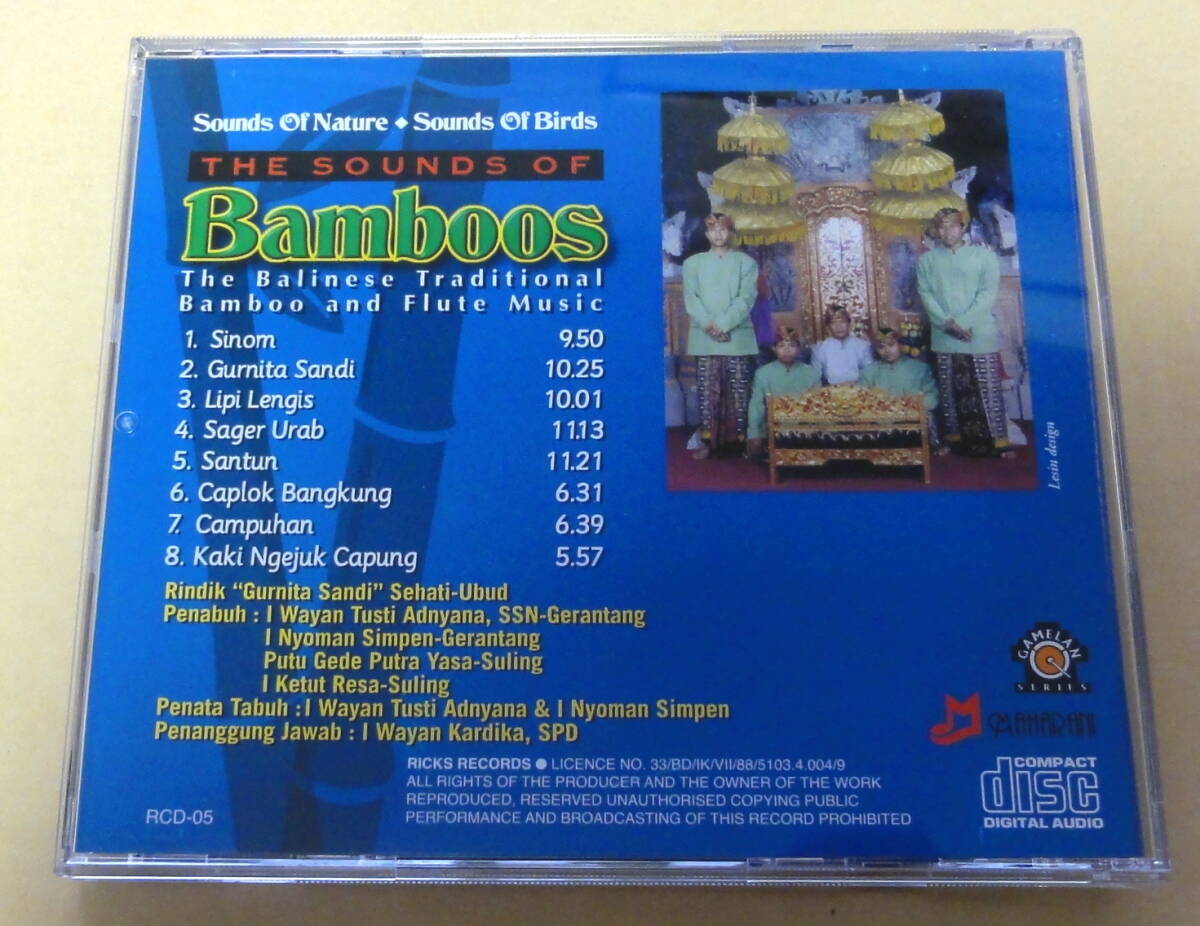 Sounds Of Nature ◆ Sounds Of Birds
THE SOUNDS OF
Bamboos
The Balinese Traditional
Bamboo and Flute Music
1. Sinom 9.50
2. Gurnita Sandi 10.25
3. Lipi Lengis 10.01
4. Sager Urab 11.13
5. Santun 11.21
6. Caplok Bangkung 6.31
7. Campuhan 6.39
8. Kaki Ngejuk Capung 5.57
Rindik "Gurnita Sandi" Sehati-Ubud
Penabuh : I Wayan Tusti Adnyana, SSN-Gerantang
I Nyoman Simpen-Gerantang
Putu Gede Putra Yasa-Suling
I Ketut Resa-Suling
Penata Tabuh : I Wayan Tusti Adnyana & I Nyoman Simpen
Penanggung Jawab : I Wayan Kardika, SPD
RICKS RECORDS ● LICENCE NO. 33/BD/IK/VII/88/5103.4.004/9
ALL RIGHTS OF THE PRODUCER AND THE OWNER OF THE WORK
REPRODUCED, RESERVED UNAUTHORISED COPYING PUBLIC
PERFORMANCE AND BROADCASTING OF THIS RECORD PROHIBITED
RCD-05
Lesin design
GAMELAN
SERIES
MAHARANI
COMPACT
disc
DIGITAL AUDIO